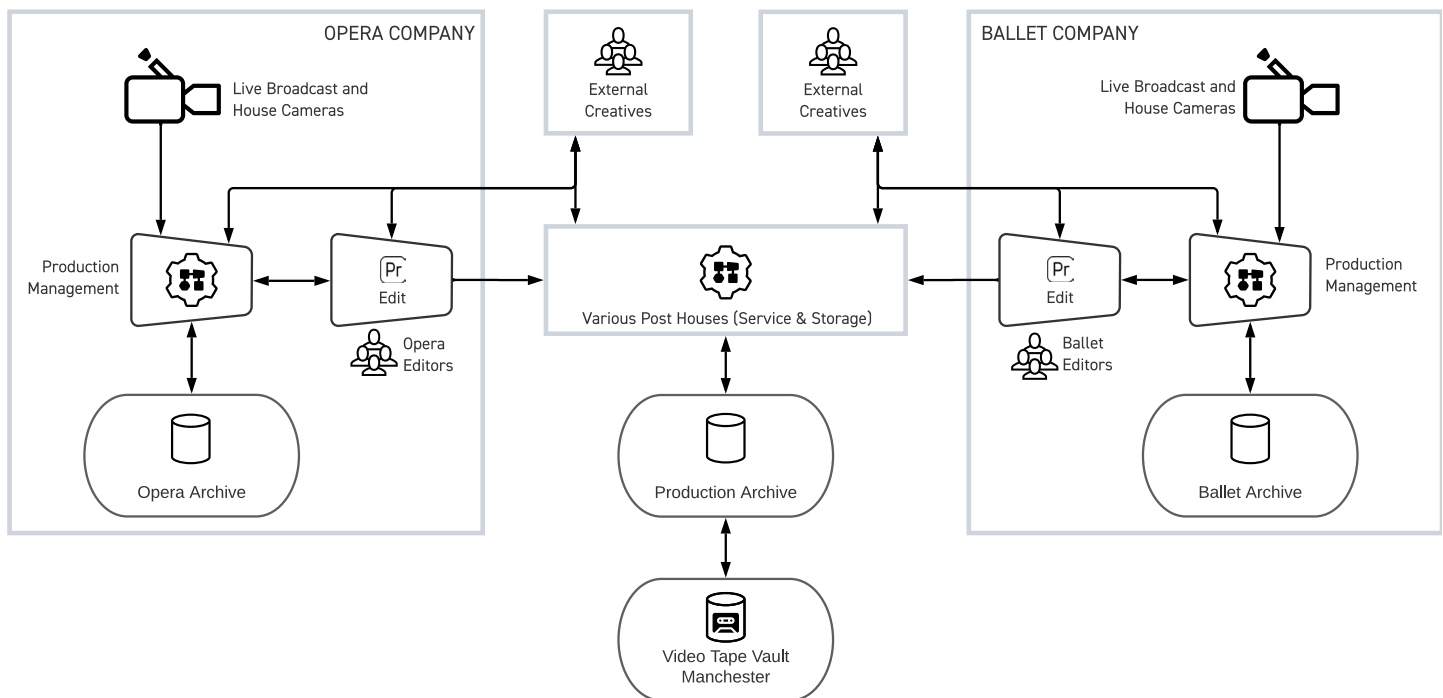 OPERA COMPANY
Live Broadcast and
House Cameras
External
Creatives
External
Creatives
BALLET COMPANY
Live Broadcast and
House Cameras
Production
Management
Pr
Edit
Opera
Editors
Various Post Houses (Service & Storage)
Pr
Edit
Ballet
Editors
Production
Management
Opera Archive
Production Archive
Ballet Archive
Video Tape Vault
Manchester